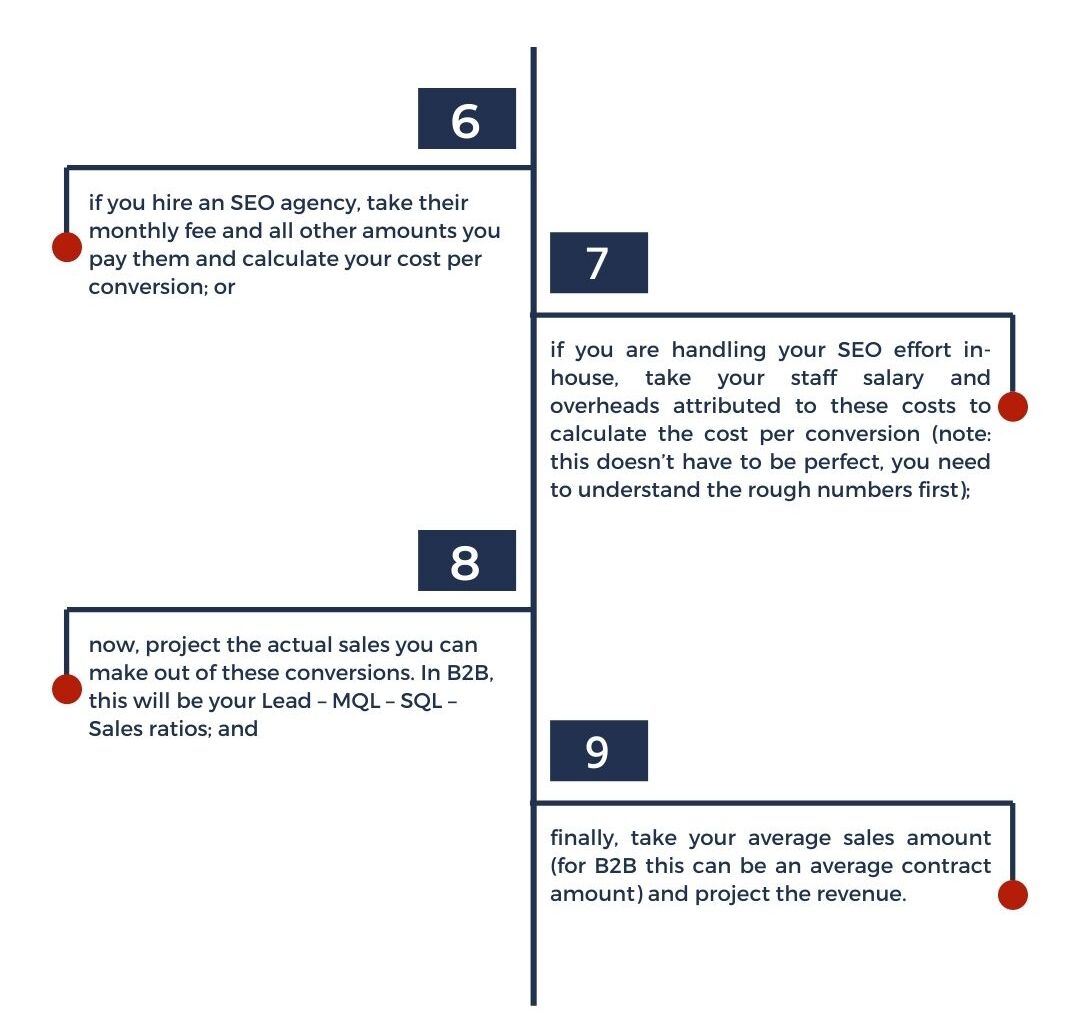 6
if you hire an SEO agency, take their
monthly fee and all other amounts you
pay them and calculate your cost per
conversion; or
7
if you are handling your SEO effort in-
house, take your staff salary and
overheads attributed to these costs to
calculate the cost per conversion (note:
this doesn’t have to be perfect, you need
to understand the rough numbers first);
8
now, project the actual sales you can
make out of these conversions. In B2B,
this will be your Lead – MQL – SQL –
Sales ratios; and
9
finally, take your average sales amount
(for B2B this can be an average contract
amount) and project the revenue.